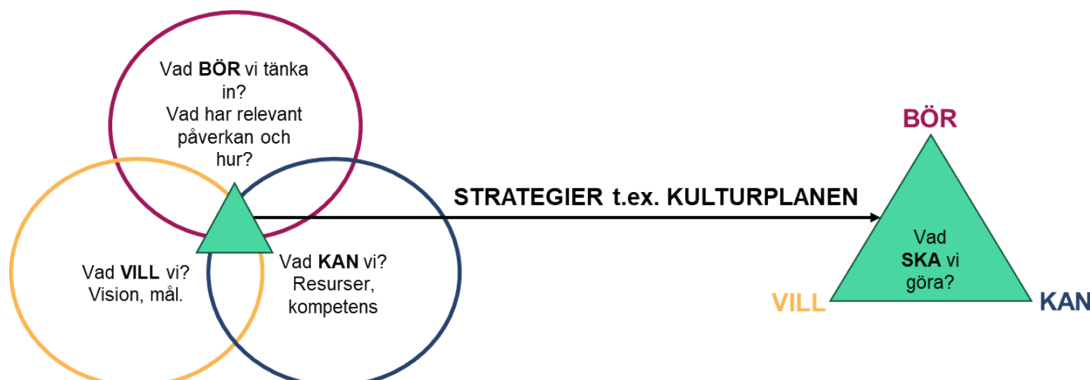 Vad BÖR vi tänka
in?
Vad har relevant
påverkan och
hur?
Vad VILL vi?
Vision, mål.
Vad KAN vi?
Resurser,
kompetens
STRATEGIER t.ex. KULTURPLANEN
BÖR
Vad
SKA vi
göra?
VILL
KAN